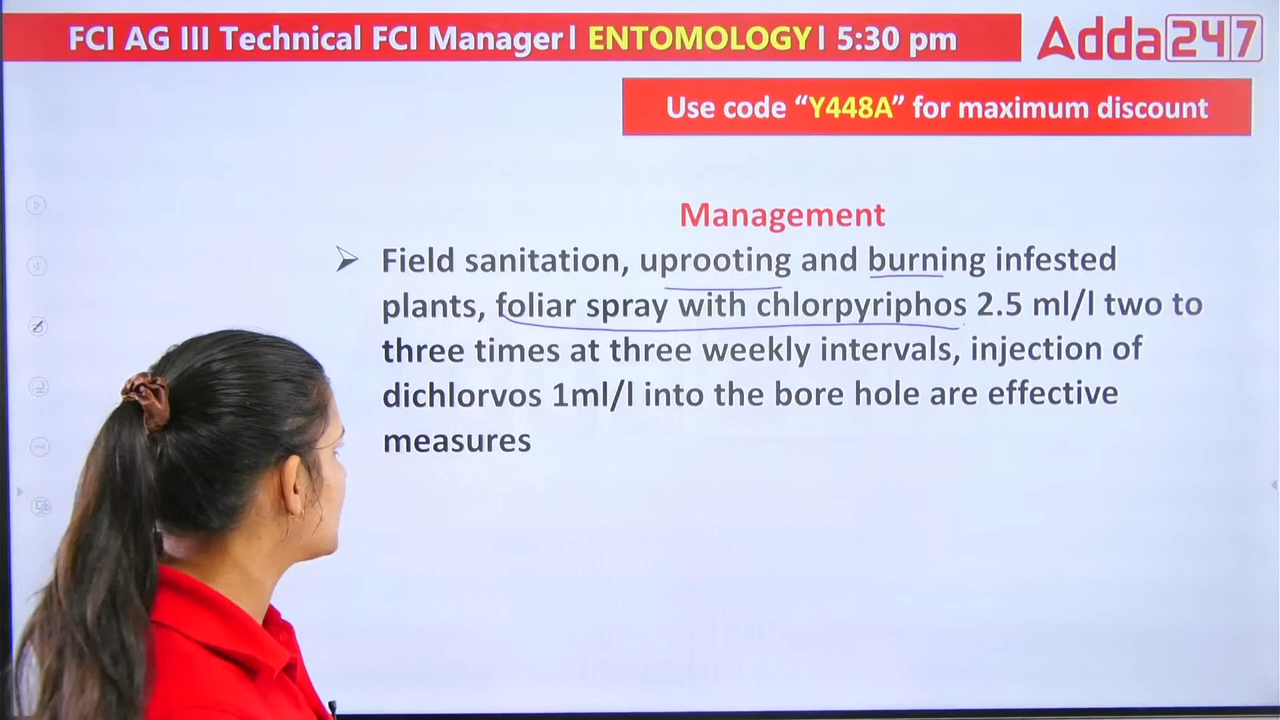 FCI AG III Technical FCI Manager| ENTOMOLOGY| 5:30 pm
Adda247
Use code “Y448A” for maximum discount
Management
➢ Field sanitation, uprooting and burning infested
plants, foliar spray with chlorpyriphos 2.5 ml/l two to
three times at three weekly intervals, injection of
dichlorvos 1ml/l into the bore hole are effective
measures